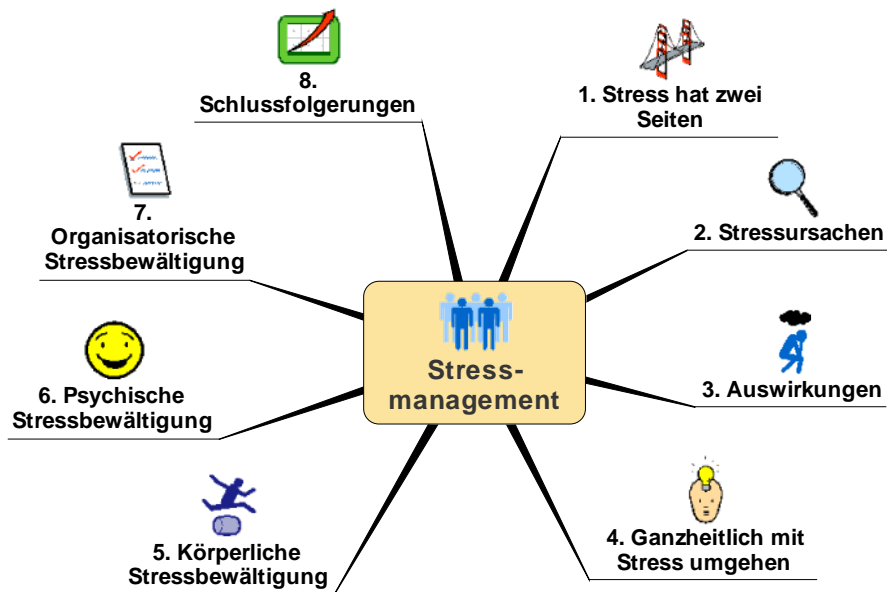 Stress-
management
1. Stress hat zwei
Seiten
2. Stressursachen
3. Auswirkungen
4. Ganzheitlich mit
Stress umgehen
5. Körperliche
Stressbewältigung
6. Psychische
Stressbewältigung
7.
Organisatorische
Stressbewältigung
8.
Schlussfolgerungen